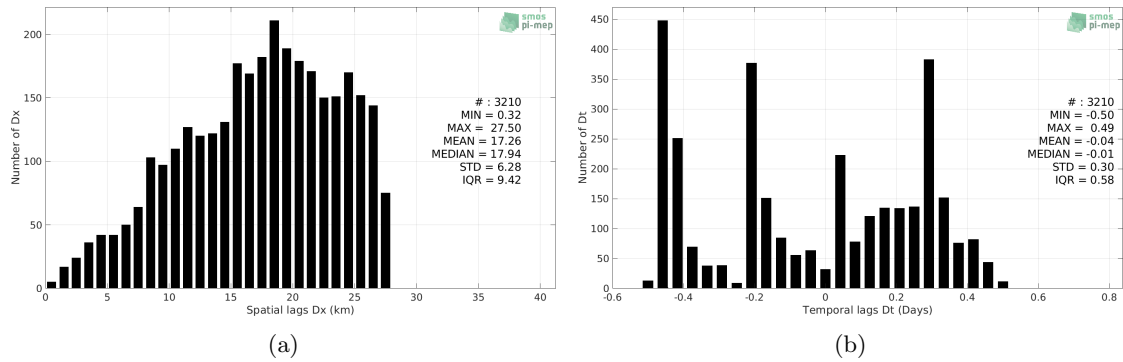 smos
pi-mep
200
150
100
50
0
# : 3210
MIN = 0.32
MAX = 27.50
MEAN = 17.26
MEDIAN = 17.94
STD = 6.28
IQR = 9.42
Number of Dx
0 5 10 15 20 25 30 35 40
Spatial lags Dx (km)
(a)
smos
pi-mep
450
400
350
300
250
200
150
100
50
0
# : 3210
MIN = -0.50
MAX = 0.49
MEAN = -0.04
MEDIAN = -0.01
STD = 0.30
IQR = 0.58
Number of Dt
-0.6 -0.4 -0.2 0 0.2 0.4 0.6 0.8
Temporal lags Dt (Days)
(b)